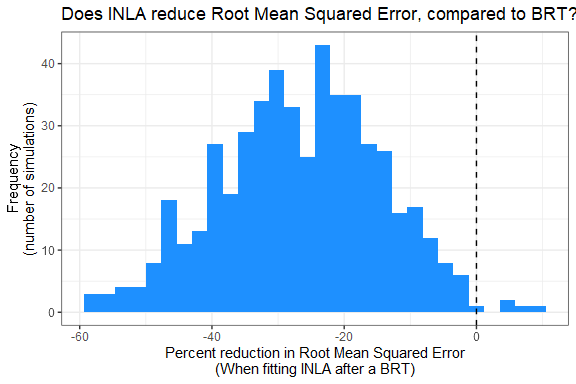 Does INLA reduce Root Mean Squared Error, compared to BRT?
40
30
20
10
0
Frequency
(number of simulations)
-60
-40
-20
0
Percent reduction in Root Mean Squared Error
(When fitting INLA after a BRT)